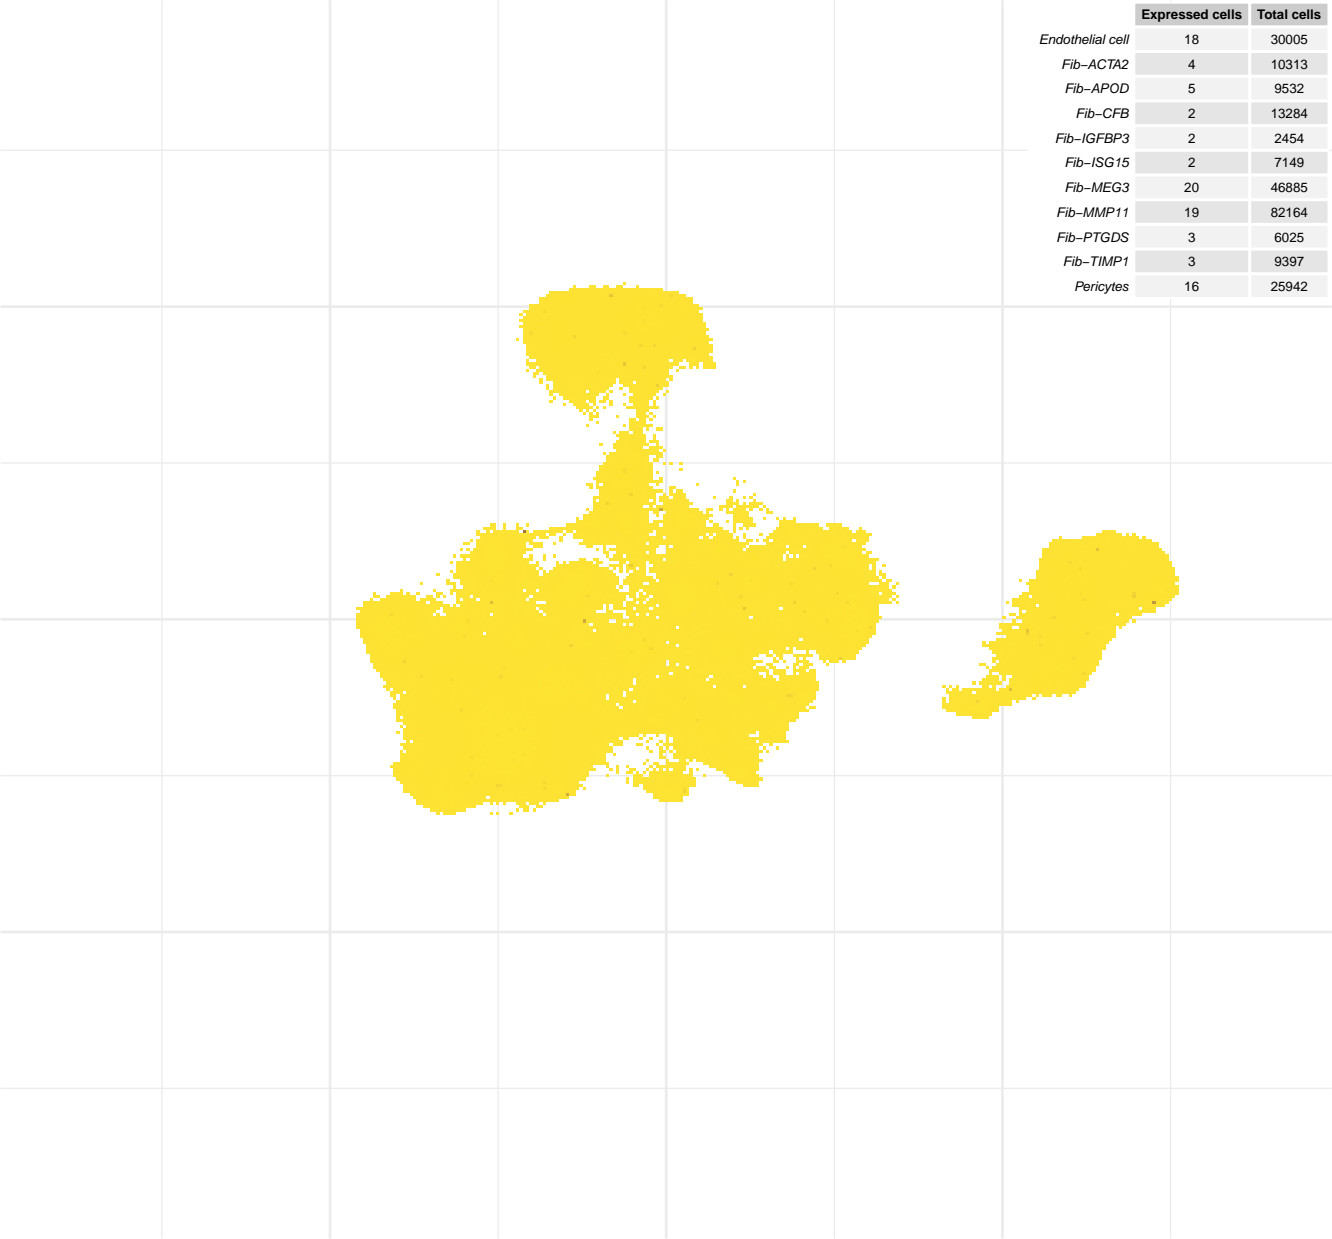 Expressed cells Total cells
Endothelial cell 18 30005
Fib−ACTA2 4 10313
Fib−APOD 5 9532
Fib−CFB 2 13284
Fib−IGFBP3 2 2454
Fib−ISG15 2 7149
Fib−MEG3 20 46885
Fib−MMP11 19 82164
Fib−PTGDS 3 6025
Fib−TIMP1 3 9397
Pericytes 16 25942